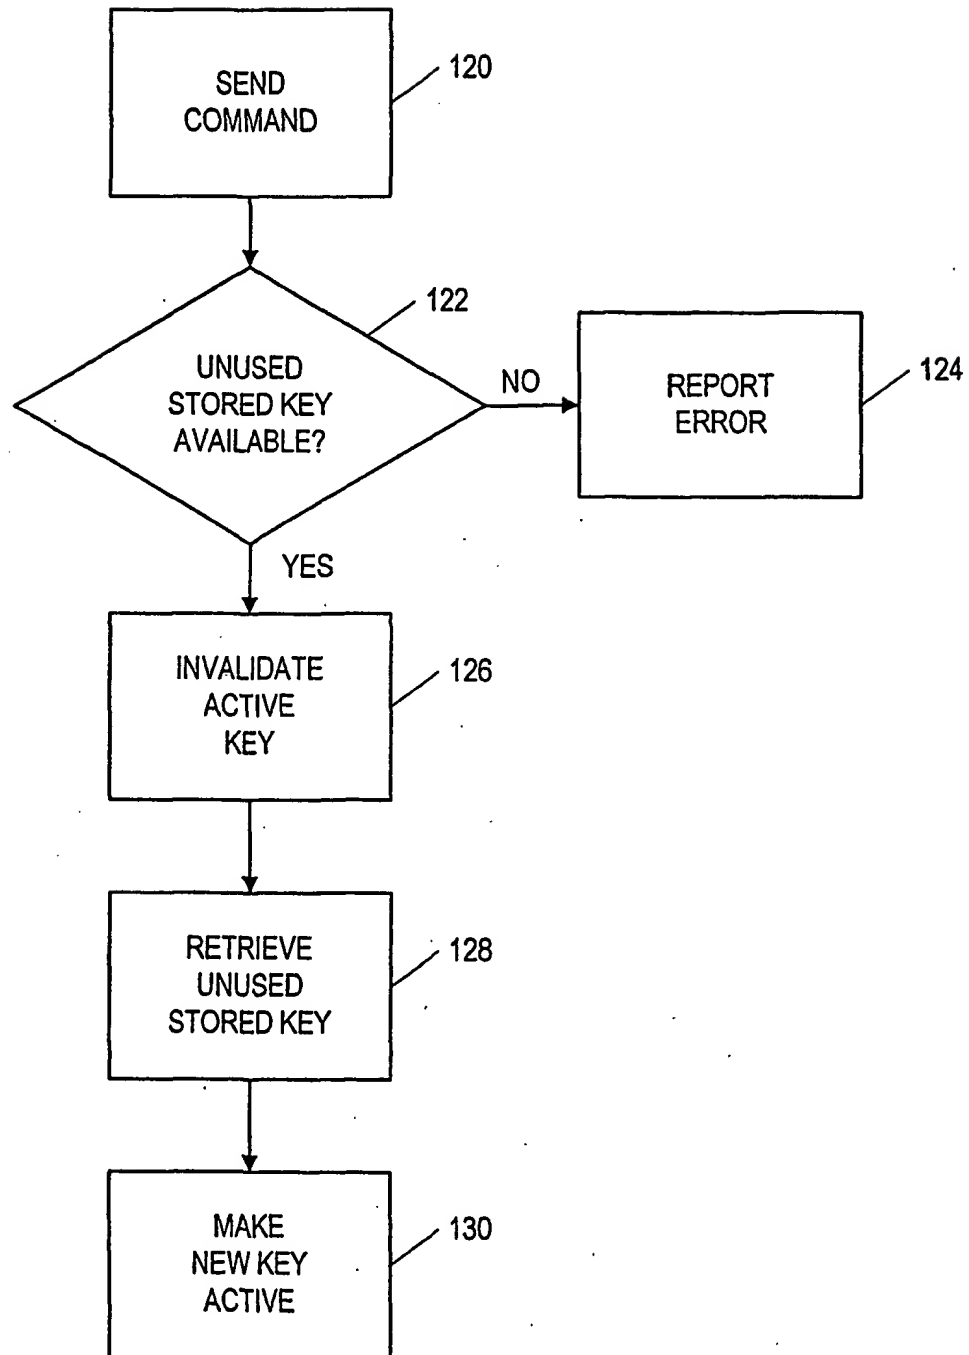 SEND
COMMAND
120
122
UNUSED
STORED KEY
AVAILABLE?
NO
REPORT
ERROR
124
YES
INVALIDATE
ACTIVE
KEY
126
RETRIEVE
UNUSED
STORED KEY
128
MAKE
NEW KEY
ACTIVE
130